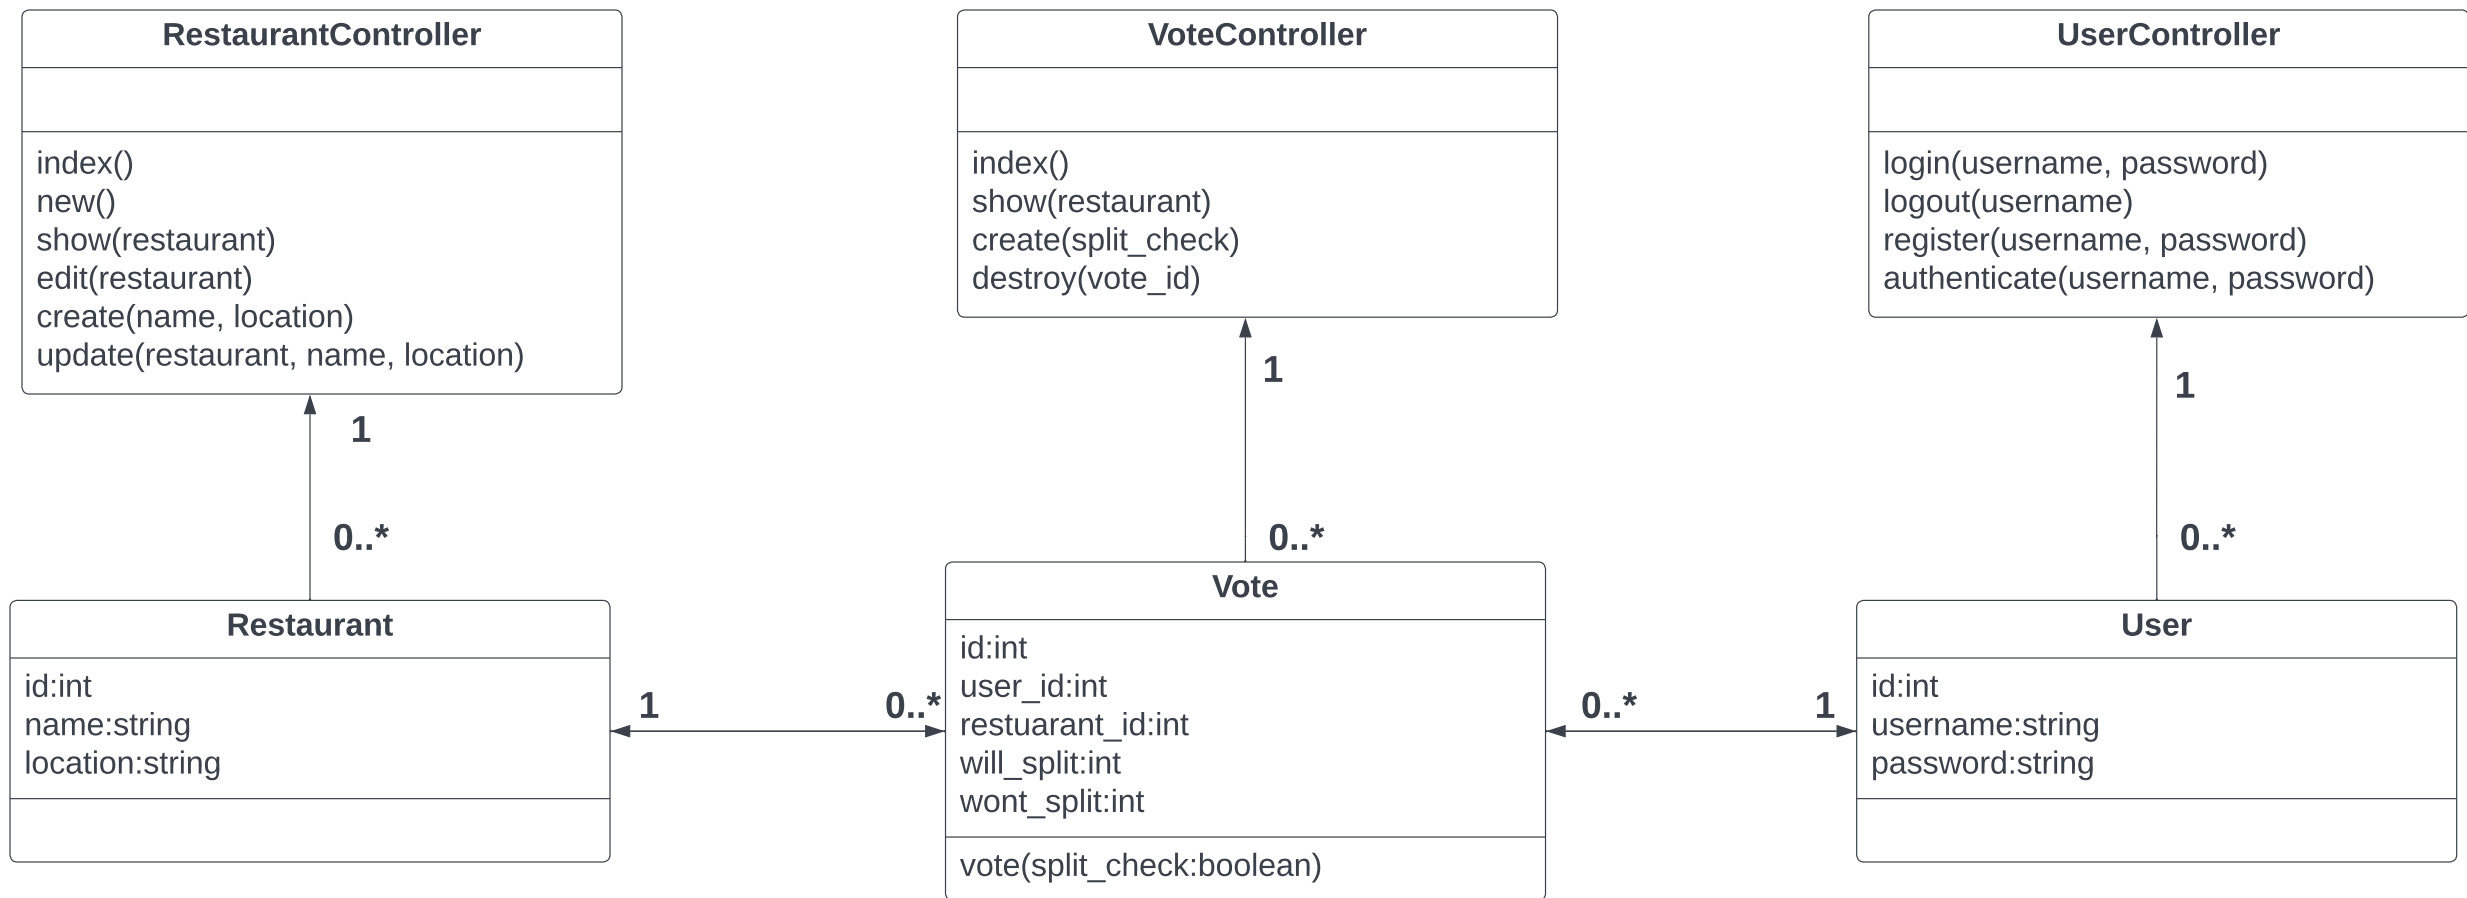 RestaurantController
index()
new()
show(restaurant)
edit(restaurant)
create(name, location)
update(restaurant, name, location)
VoteController
index()
show(restaurant)
create(split_check)
destroy(vote_id)
UserController
login(username, password)
logout(username)
register(username, password)
authenticate(username, password)
1
0..*
1
0..*
1
0..*
Restaurant
id:int
name:string
location:string
1
0..*
Vote
id:int
user_id:int
restuarant_id:int
will_split:int
wont_split:int
vote(split_check:boolean)
0..*
1
User
id:int
username:string
password:string